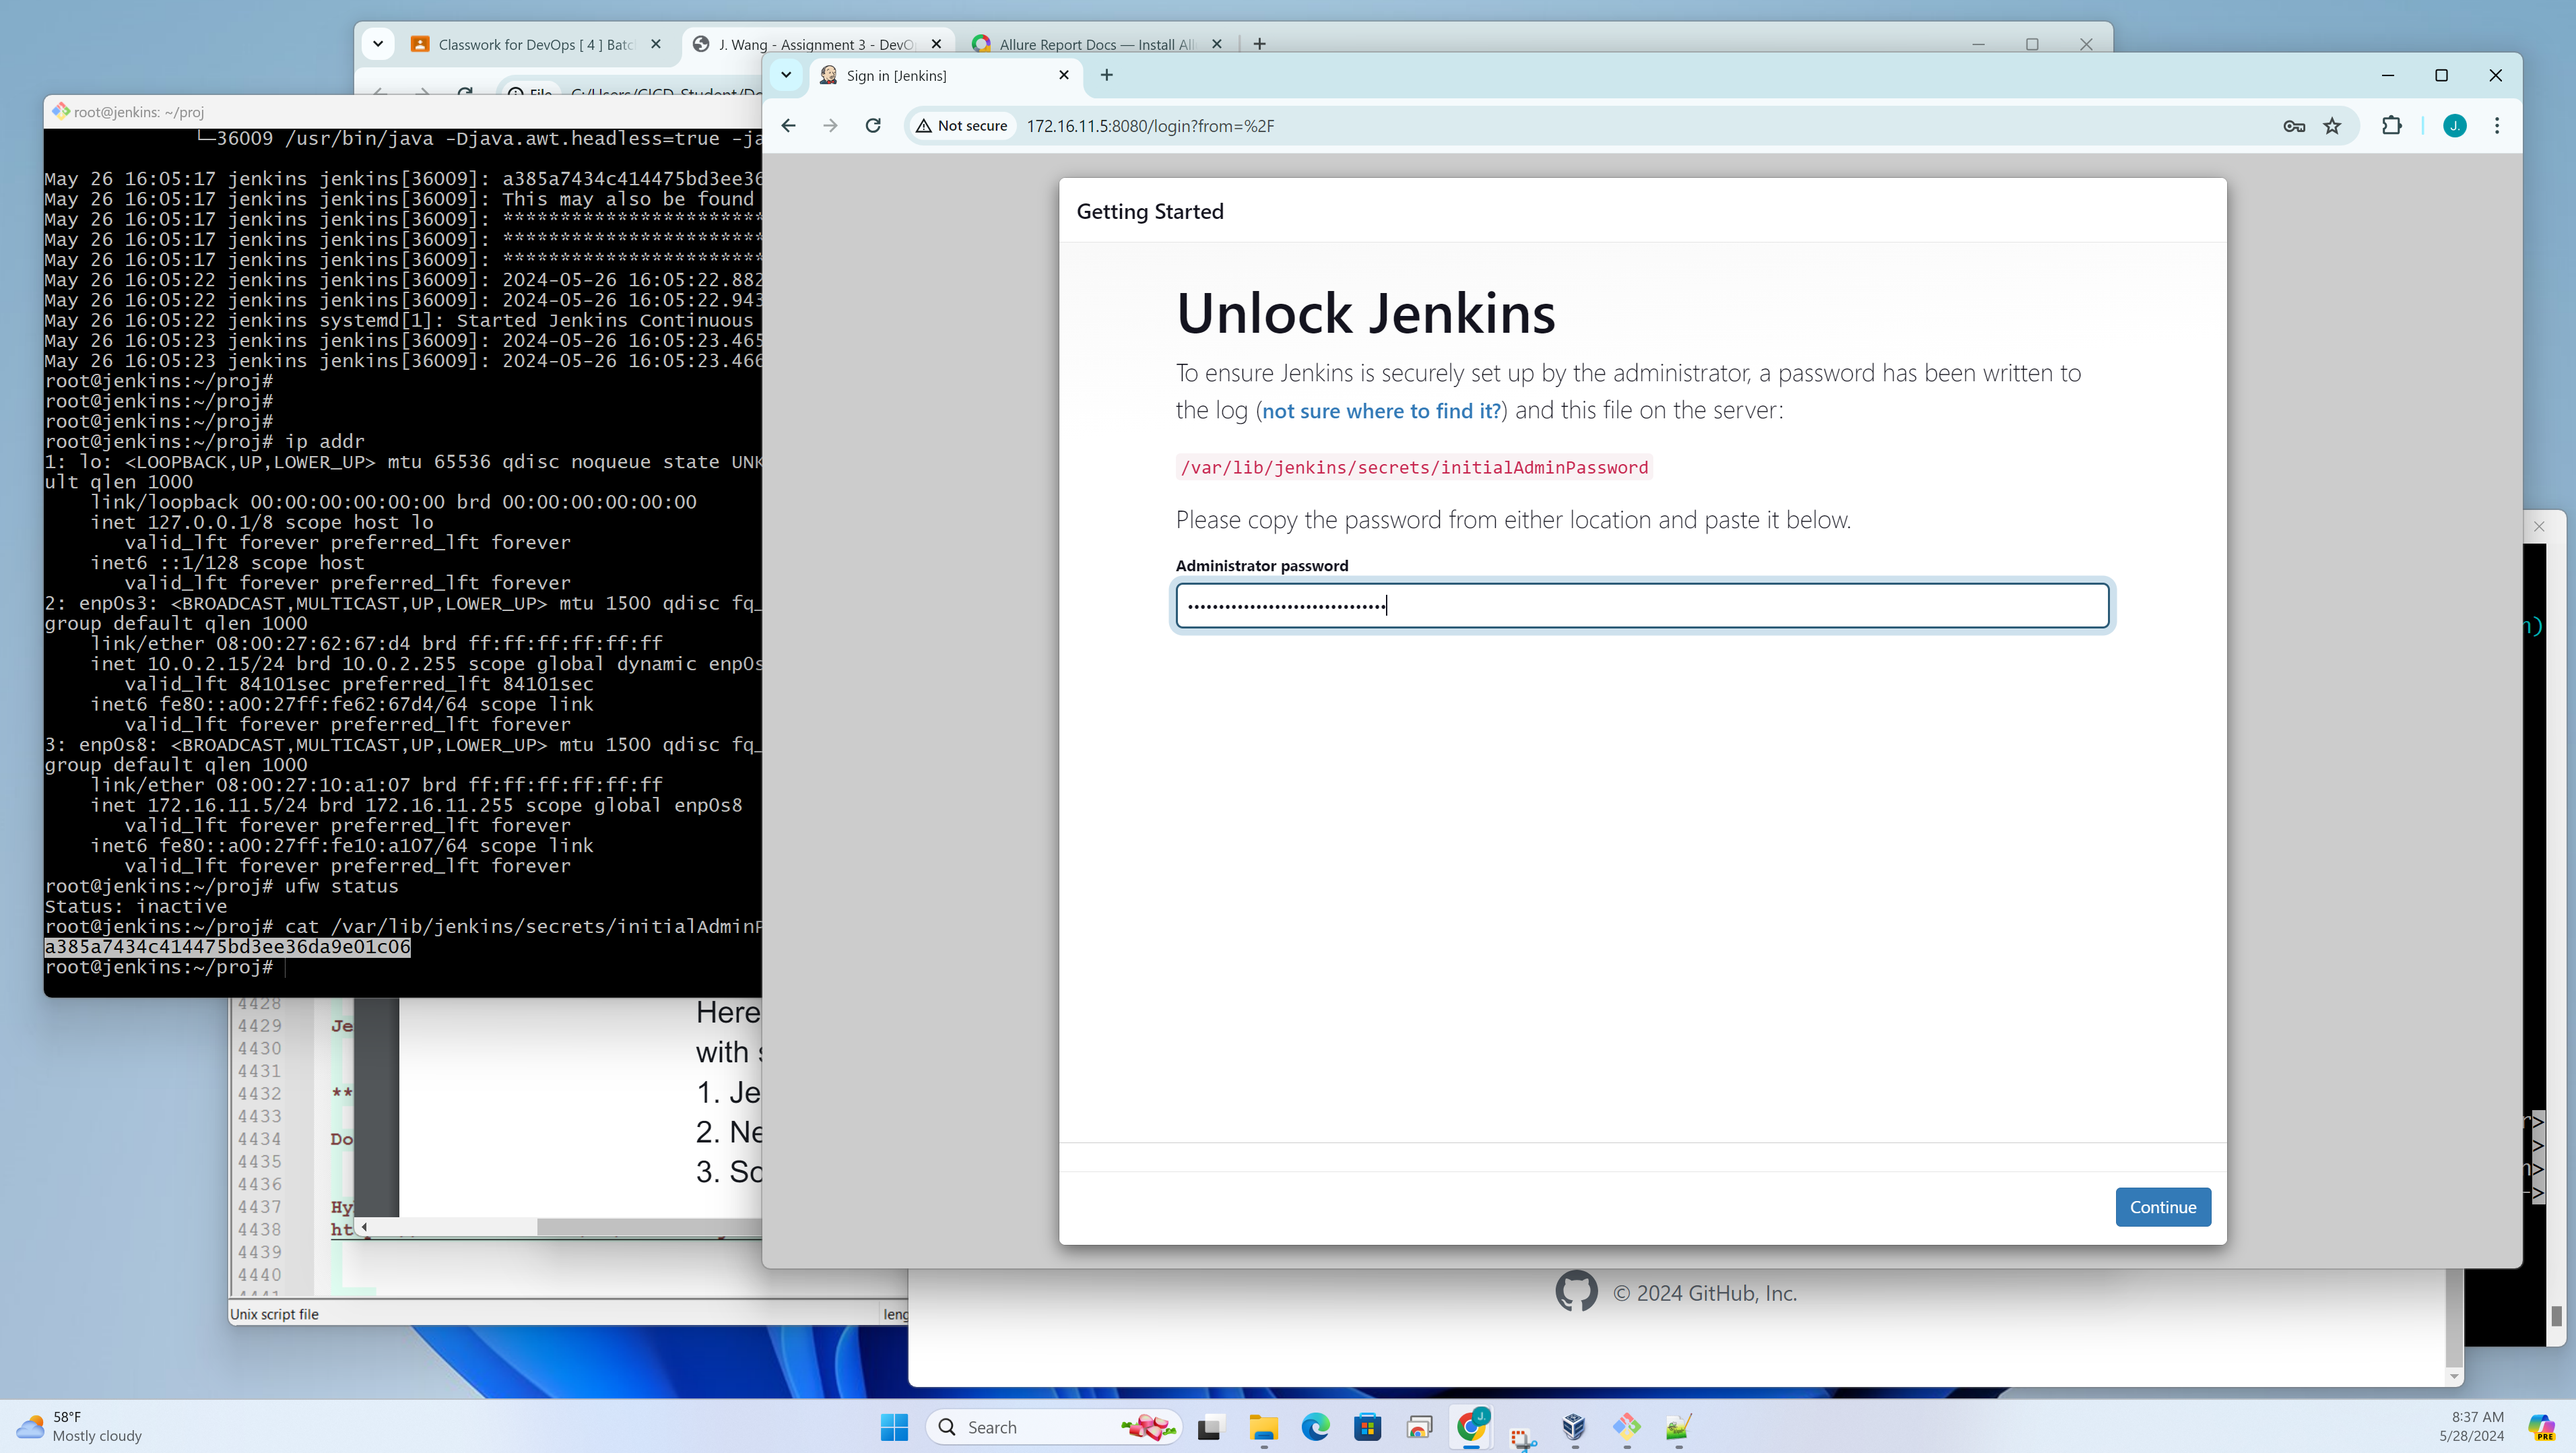 Classwork for DevOps [ 4 ] Batc
J. Wang - Assignment 3 - DevO
Allure Report Docs — Install All
File
Sign in [Jenkins]
Not secure
172.16.11.5:8080/login?from=%2F
J.
root@jenkins: ~/proj
└─36009 /usr/bin/java -Djava.awt.headless=true -ja
May 26 16:05:17 jenkins jenkins[36009]: a385a7434c414475bd3ee36
May 26 16:05:17 jenkins jenkins[36009]: This may also be found
May 26 16:05:17 jenkins jenkins[36009]: ***********************
May 26 16:05:17 jenkins jenkins[36009]: ***********************
May 26 16:05:17 jenkins jenkins[36009]: ***********************
May 26 16:05:22 jenkins jenkins[36009]: 2024-05-26 16:05:22.882
May 26 16:05:22 jenkins jenkins[36009]: 2024-05-26 16:05:22.943
May 26 16:05:22 jenkins systemd[1]: Started Jenkins Continuous
May 26 16:05:23 jenkins jenkins[36009]: 2024-05-26 16:05:23.465
May 26 16:05:23 jenkins jenkins[36009]: 2024-05-26 16:05:23.466
root@jenkins:~/proj#
root@jenkins:~/proj#
root@jenkins:~/proj#
root@jenkins:~/proj# ip addr
1: lo: <LOOPBACK,UP,LOWER_UP> mtu 65536 qdisc noqueue state UNK
ult qlen 1000
link/loopback 00:00:00:00:00:00 brd 00:00:00:00:00:00
inet 127.0.0.1/8 scope host lo
valid_lft forever preferred_lft forever
inet6 ::1/128 scope host
valid_lft forever preferred_lft forever
2: enp0s3: <BROADCAST,MULTICAST,UP,LOWER_UP> mtu 1500 qdisc fq_
group default qlen 1000
link/ether 08:00:27:62:67:d4 brd ff:ff:ff:ff:ff:ff
inet 10.0.2.15/24 brd 10.0.2.255 scope global dynamic enp0s
valid_lft 84101sec preferred_lft 84101sec
inet6 fe80::a00:27ff:fe62:67d4/64 scope link
valid_lft forever preferred_lft forever
3: enp0s8: <BROADCAST,MULTICAST,UP,LOWER_UP> mtu 1500 qdisc fq_
group default qlen 1000
link/ether 08:00:27:10:a1:07 brd ff:ff:ff:ff:ff:ff
inet 172.16.11.5/24 brd 172.16.11.255 scope global enp0s8
valid_lft forever preferred_lft forever
inet6 fe80::a00:27ff:fe10:a107/64 scope link
valid_lft forever preferred_lft forever
root@jenkins:~/proj# ufw status
Status: inactive
root@jenkins:~/proj# cat /var/lib/jenkins/secrets/initialAdminP
a385a7434c414475bd3ee36da9e01c06
root@jenkins:~/proj#
Getting Started
Unlock Jenkins
To ensure Jenkins is securely set up by the administrator, a password has been written to
the log (not sure where to find it?) and this file on the server:
/var/lib/jenkins/secrets/initialAdminPassword
Please copy the password from either location and paste it below.
Administrator password
••••••••••••••••••••••••••••••••
Continue
n)
r>
>
n>
->
4428
4429 Je
4430
4431
4432 **
4433
4434 Do
4435
4436
4437 Hy
4438 ht
4439
4440
Here
with s
1. Je
2. Ne
3. Sc
Unix script file
leng
© 2024 GitHub, Inc.
58°F
Mostly cloudy
Search
J.
8:37 AM
5/28/2024
PRE